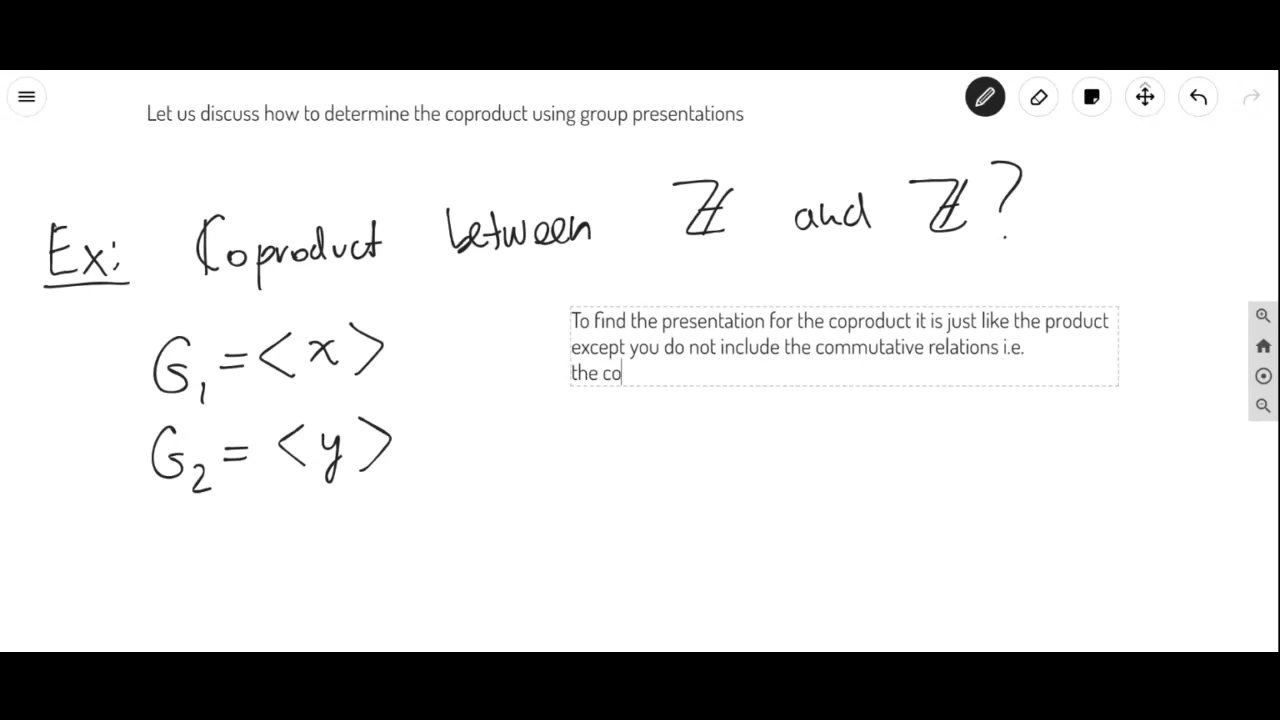 Let us discuss how to determine the coproduct using group presentations
Ex: Coproduct between ℤ and ℤ?
G₁ = <x>
To find the presentation for the coproduct it is just like the product
except you do not include the commutative relations i.e.
the co
G₂ = <y>